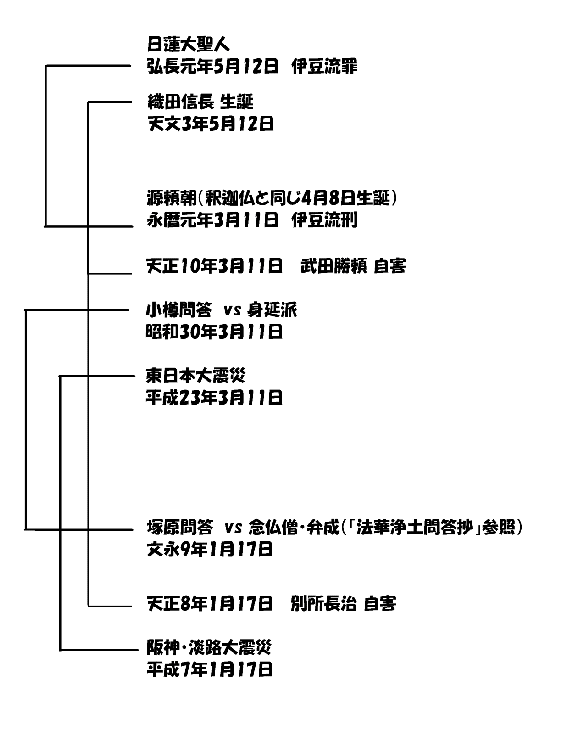 日蓮大聖人
弘長元年5月12日 伊豆流罪
織田信長 生誕
天文3年5月12日
源頼朝（釈迦仏と同じ4月8日生誕）
永暦元年3月11日 伊豆流刑
天正10年3月11日 武田勝頼 自害
小樽問答 vs 身延派
昭和30年3月11日
東日本大震災
平成23年3月11日
塚原問答 vs 念仏僧・弁成（「法華浄土問答抄」参照）
文永9年1月17日
天正8年1月17日 別所長治 自害
阪神・淡路大震災
平成7年1月17日